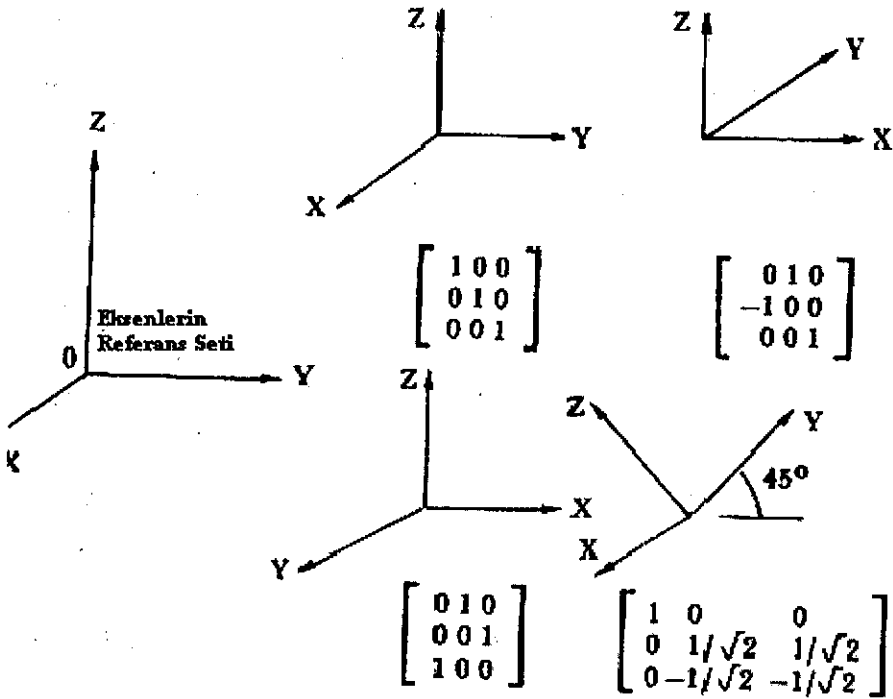 Z
Y
X
[ 1 0 0
0 1 0
0 0 1 ]
Z
Y
X
[ 0 1 0
-1 0 0
0 0 1 ]
Z
Eksenlerin
Referans Seti
0
Y
X
Z
X
Y
[ 0 1 0
0 0 1
1 0 0 ]
Z
Y
45°
X
[ 1 0 0
0 1/√2 1/√2
0 -1/√2 -1/√2 ]